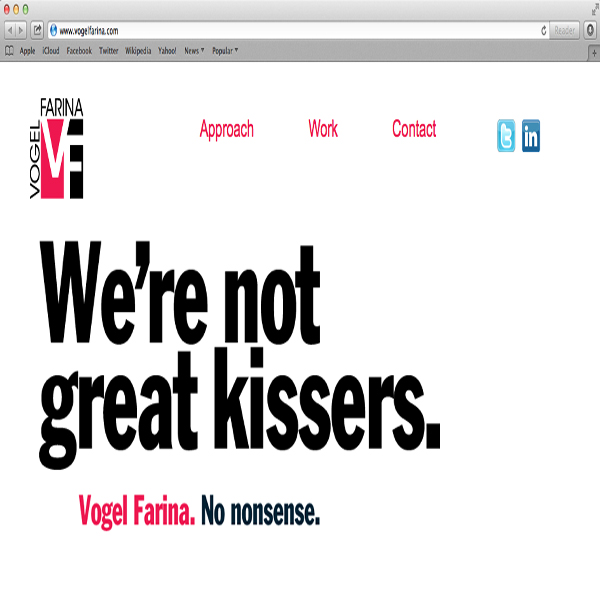 www.vogelfarina.com
Reader
Apple iCloud Facebook Twitter Wikipedia Yahoo! News Popular
FARINA
VOGEL
VF
Approach Work Contact
in
We're not
great kissers.
Vogel Farina. No nonsense.